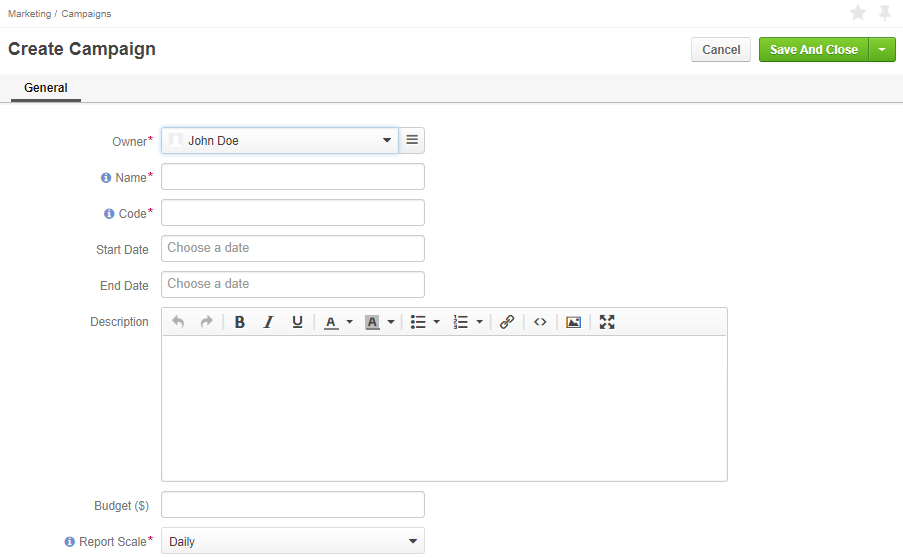 Marketing / Campaigns
Create Campaign
Cancel
Save And Close
General
Owner*
John Doe
Name*
Code*
Start Date
Choose a date
End Date
Choose a date
Description
B I U A A
Budget ($)
Report Scale*
Daily